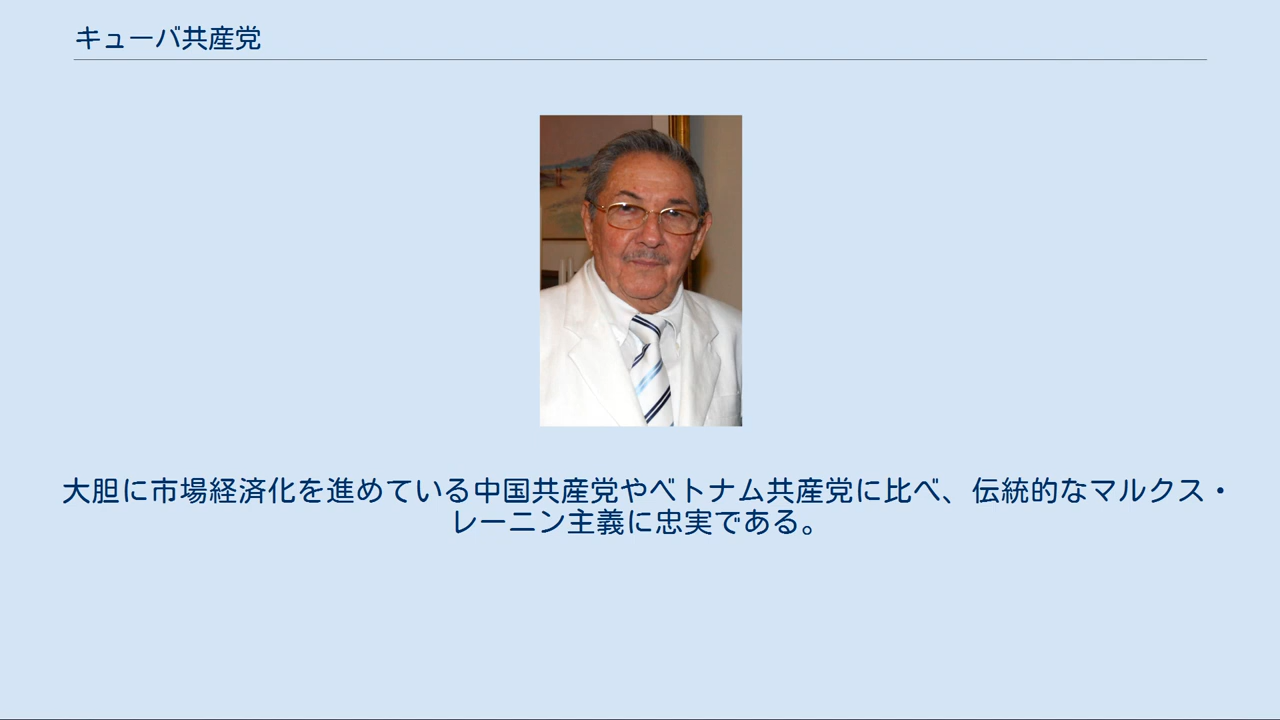 キューバ共産党
大胆に市場経済化を進めている中国共産党やベトナム共産党に比べ、伝統的なマルクス・
レーニン主義に忠実である。